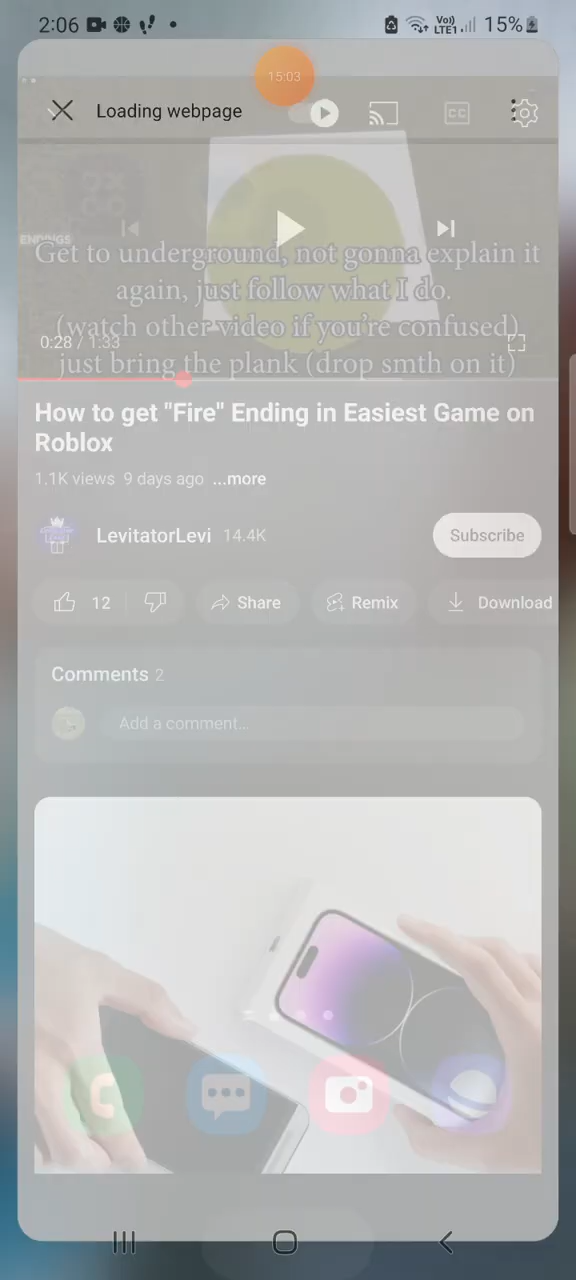 2:06
Vo)) LTE1
15%
15:03
Loading webpage
CC
ENDINGS
Get to underground, not gonna explain it
again, just follow what I do.
(watch other video if you're confused)
just bring the plank (drop smth on it)
0:28 / 1:33
How to get "Fire" Ending in Easiest Game on
Roblox
1.1K views 9 days ago ...more
LevitatorLevi 14.4K
Subscribe
12
Share
Remix
Download
Comments 2
Add a comment...